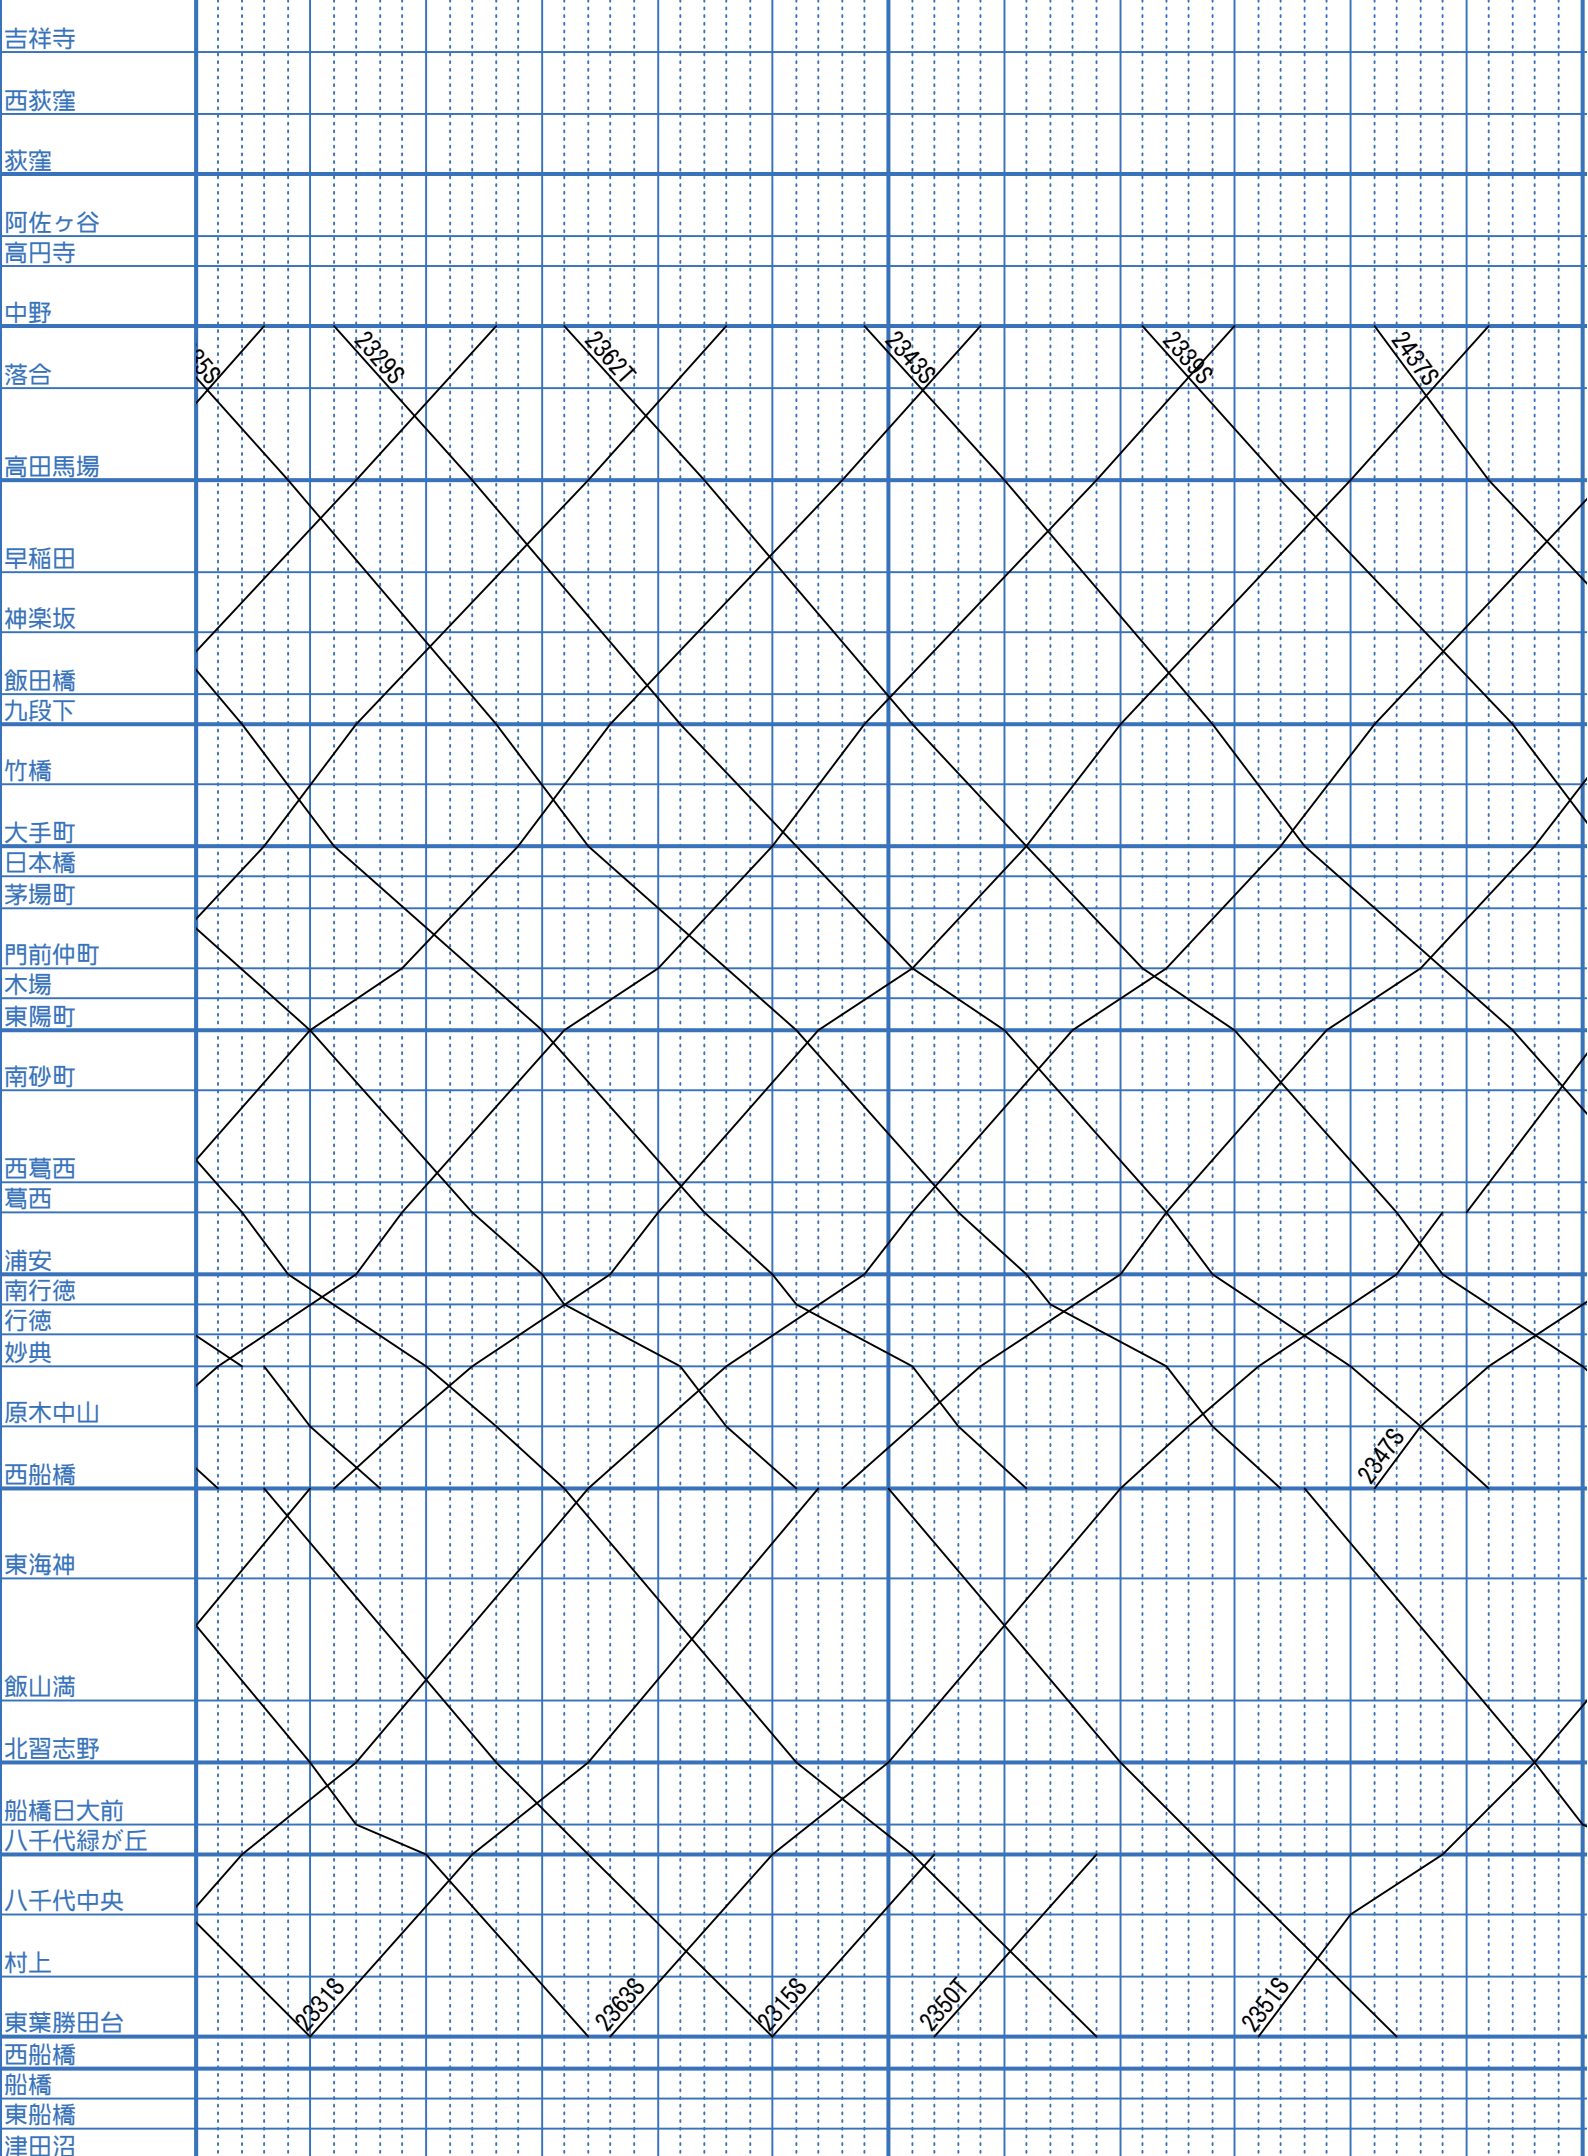 吉祥寺
西荻窪
荻窪
阿佐ヶ谷
高円寺
中野
35S
2329S
2362T
2343S
2339S
2437S
落合
高田馬場
早稲田
神楽坂
飯田橋
九段下
竹橋
大手町
日本橋
茅場町
門前仲町
木場
東陽町
南砂町
西葛西
葛西
浦安
南行徳
行徳
妙典
原木中山
2347S
西船橋
東海神
飯山満
北習志野
船橋日大前
八千代緑が丘
八千代中央
村上
2331S
2363S
2315S
2350T
2351S
東葉勝田台
西船橋
船橋
東船橋
津田沼